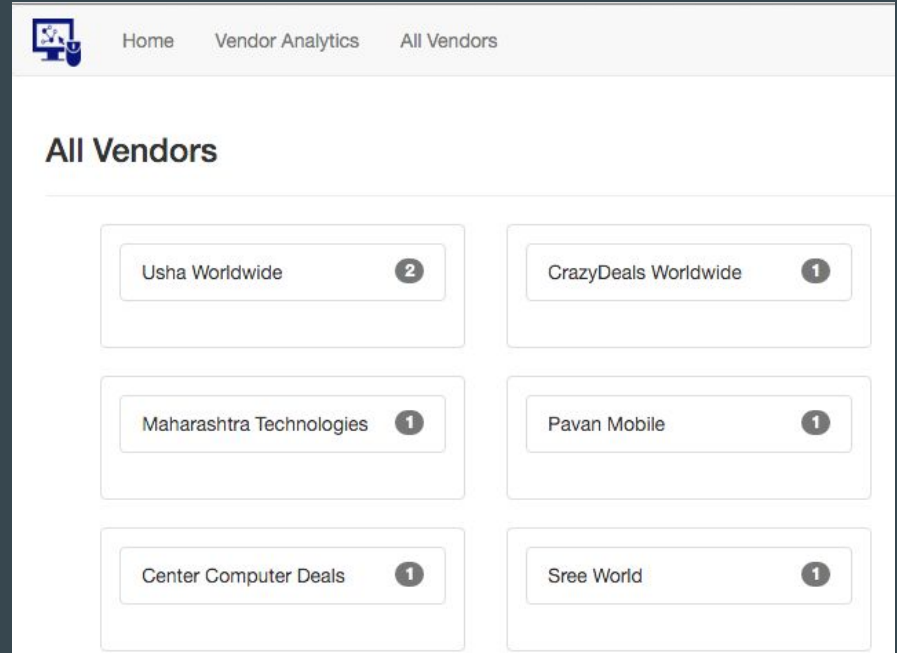 Home Vendor Analytics All Vendors
All Vendors
Usha Worldwide 2 CrazyDeals Worldwide 1
Maharashtra Technologies 1 Pavan Mobile 1
Center Computer Deals 1 Sree World 1